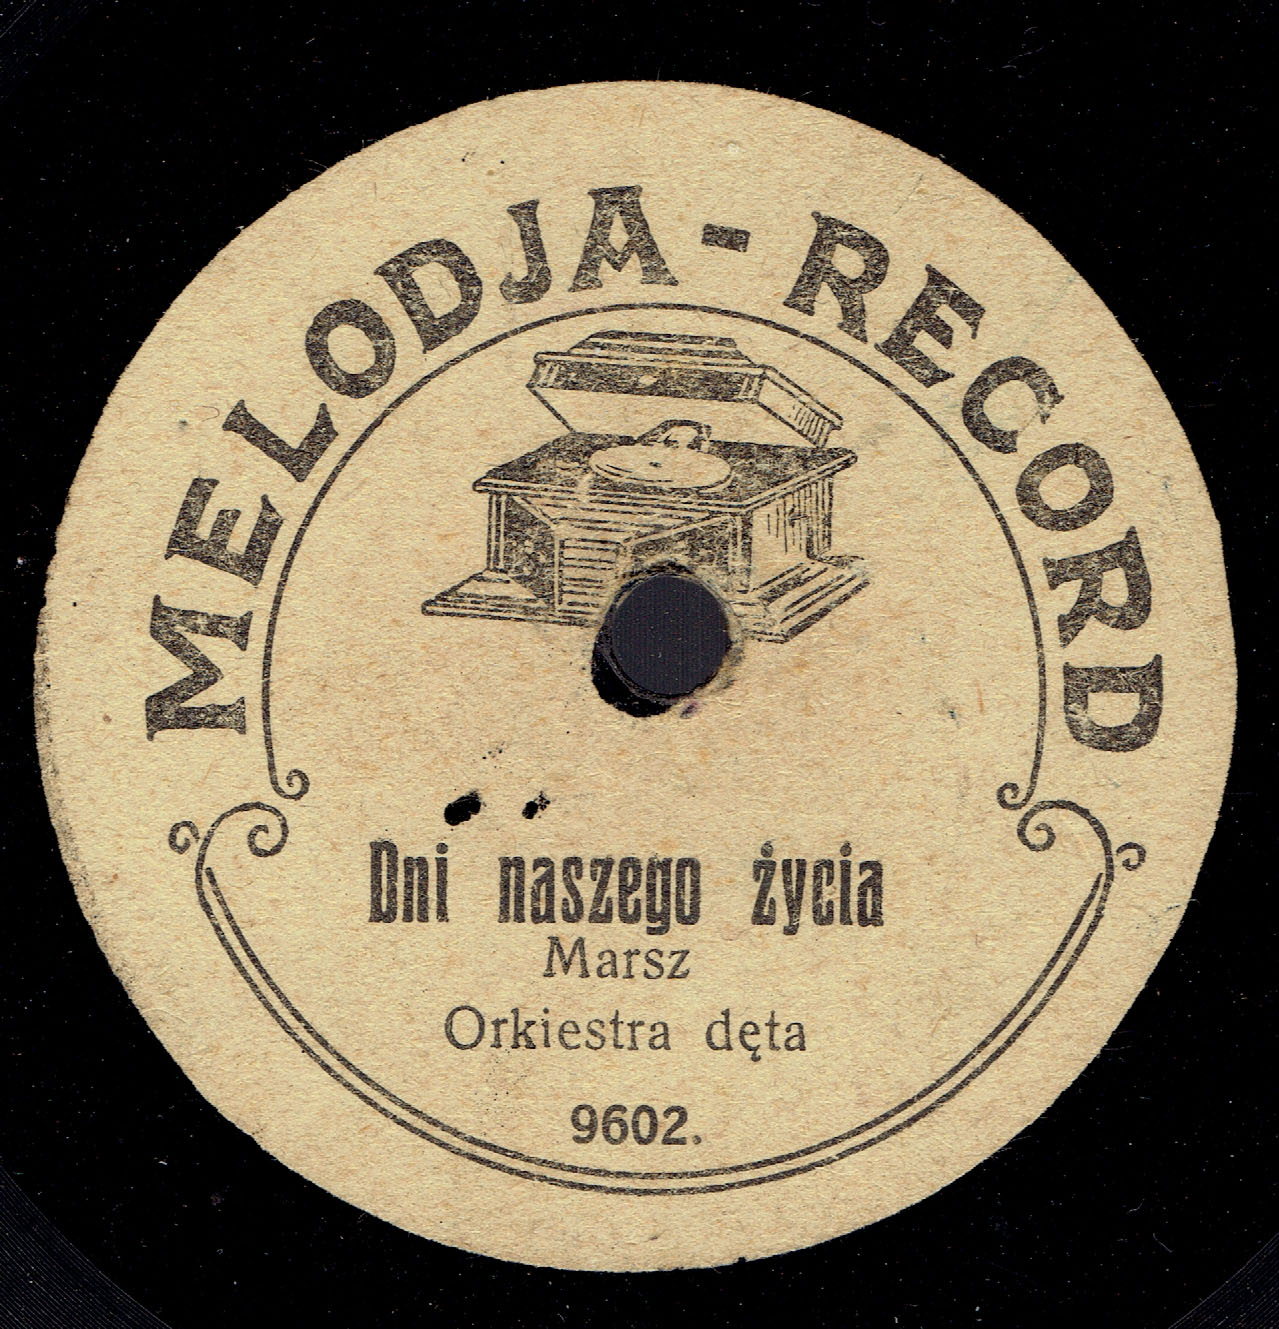 MELODJA - RECORD
Dni naszego życia
Marsz
Orkiestra dęta
9602.